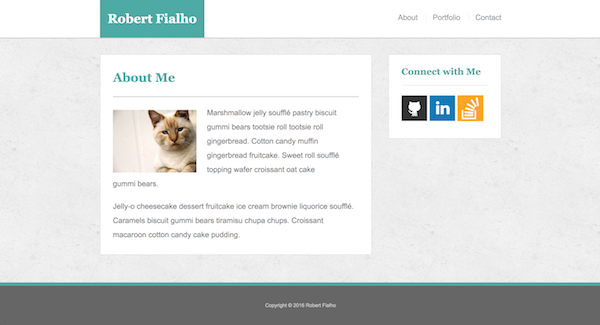 Robert Fialho
About
Portfolio
Contact
About Me
Marshmallow jelly soufflé pastry biscuit
gummi bears tootsie roll tootsie roll
gingerbread. Cotton candy muffin
gingerbread fruitcake. Sweet roll soufflé
topping wafer croissant oat cake
gummi bears.
Jelly-o cheesecake dessert fruitcake ice cream brownie liquorice soufflé.
Caramels biscuit gummi bears tiramisu chupa chups. Croissant
macaroon cotton candy cake pudding.
Connect with Me
in
Copyright © 2016 Robert Fialho